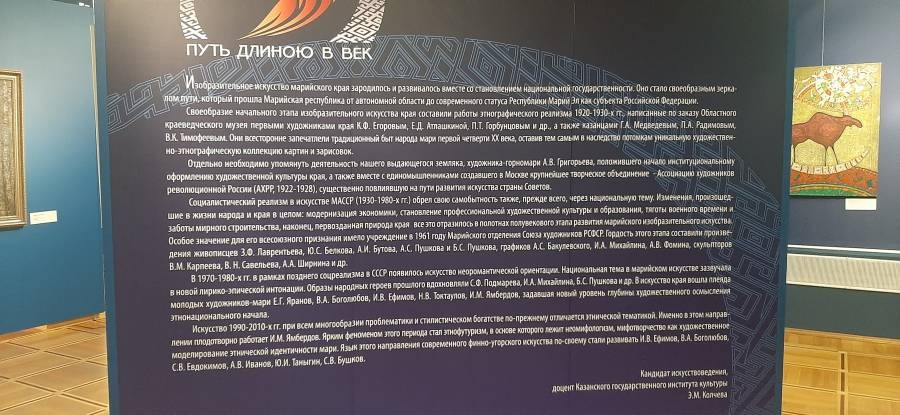 ПУТЬ ДЛИНОЮ В ВЕК
Изобразительное искусство марийского края зародилось и развивалось вместе со становлением национальной государственности. Оно стало своеобразным зерка-
лом пути, который прошла Марийская республика от автономной области до современного статуса Республики Марий Эл как субъекта Российской Федерации.
Своеобразие начального этапа изобразительного искусства края составили работы этнографического реализма 1920-1930-х гг., написанные по заказу Областного
краеведческого музея первыми художниками края К.Ф. Егоровым, Е.Д. Атлашкиной, П.Т. Горбунцовым и др., а также казанцами Г.А. Медведевым, П.А. Радимовым,
В.К. Тимофеевым. Они всесторонне запечатлели традиционный быт народа мари первой четверти XX века, оставив тем самым в наследство потомкам уникальную художествен-
но-этнографическую коллекцию картин и зарисовок.
Отдельно необходимо упомянуть деятельность нашего выдающегося земляка, художника-горномари А.В. Григорьева, положившего начало институциональному
оформлению художественной культуры края, а также вместе с единомышленниками создавшего в Москве крупнейшее творческое объединение -Ассоциацию художников
революционной России (АХРР, 1922-1928), существенно повлиявшую на пути развития искусства страны Советов.
Социалистический реализм в искусстве МАССР (1930-1980-х гг.) обрел свою самобытность также, прежде всего, через национальную тему. Изменения, произошед-
шие в жизни народа и края в целом: модернизация экономики, становление профессиональной художественной культуры и образования, тяготы военного времени и
заботы мирного строительства, наконец, первозданная природа края все это отразилось в полотнах полувекового этапа развития марийского изобразительного искусства.
Особое значение для его всесоюзного признания имело учреждение в 1961 году Марийского отделения Союза художников РСФСР. Гордость этого этапа составили произве-
дения живописцев З.Ф. Лаврентьева, Ю.С. Белкова, А.И. Бутова, А.С. Пушкова и Б.С. Пушкова, графиков А.С. Бакулевского, И.А. Михайлина, А.В. Фомина, скульпторов
В.М. Карпеева, В. Н. Савельева, А.А. Ширнина и др.
В 1970-1980-х гг. в рамках позднего соцреализма в СССР появилось искусство неоромантической ориентации. Национальная тема в марийском искусстве зазвучала
в новой лирико-эпической интонации. Образы народных героев прошлого вдохновляли С.Ф. Подмарева, И.А. Михайлина, Б.С. Пушкова и др. В искусство края вошла плеяда
молодых художников-мари Е.Г. Яранов, В.А. Боголюбов, И.В. Ефимов, Н.В. Токтаулов, И.М. Ямбердов, задавшая новый уровень глубины художественного осмысления
этнонационального начала.
Искусство 1990-2010-х гг. при всем многообразии проблематики и стилистическом богатстве по-прежнему отличается этнической тематикой. Именно в этом направ-
лении плодотворно работает И.М. Ямбердов. Ярким феноменом этого периода стал этнофутуризм, в основе которого лежит неомифологизм, мифотворчество как художественное
моделирование этнической идентичности мари. Язык этого направления современного финно-угорского искусства по-своему стали развивать И.В. Ефимов, В.А. Боголюбов,
С.В. Евдокимов, А.В. Иванов, Ю.И. Таныгин, С.В. Бушков.
Кандидат искусствоведения,
доцент Казанского государственного института культуры
Э.М. Колчева